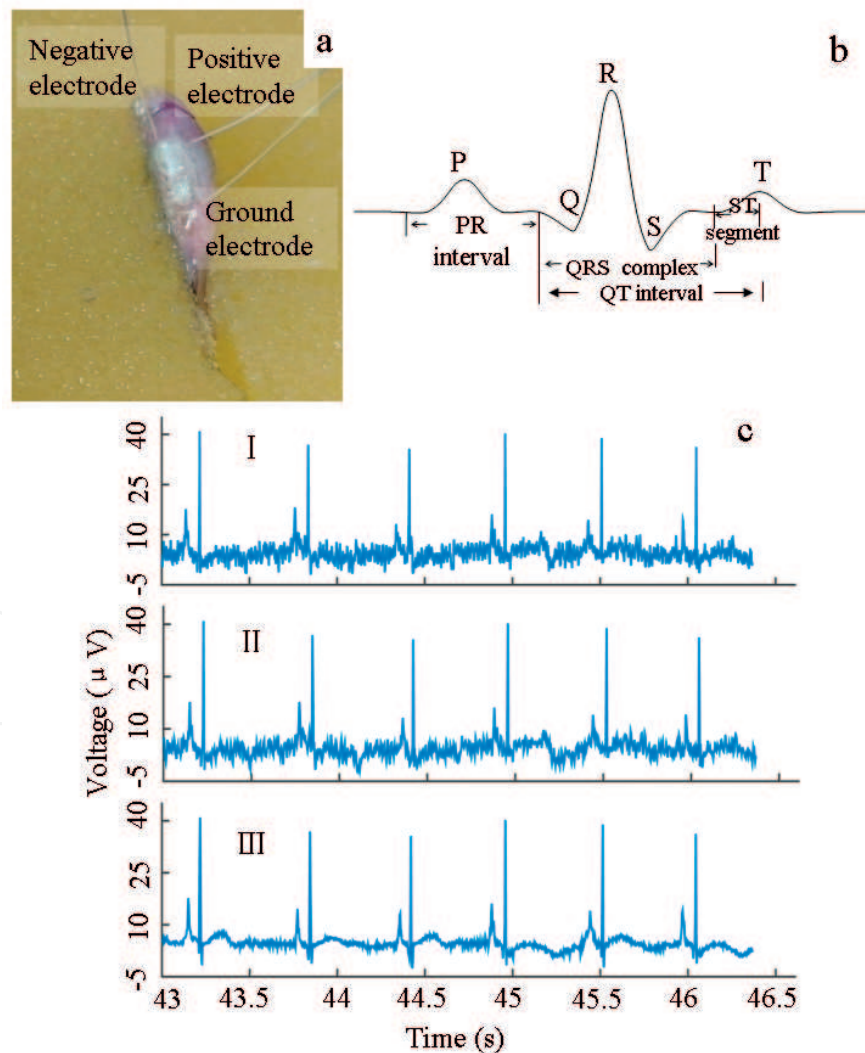 a
Negative
electrode
Positive
electrode
Ground
electrode
b
R
P
T
Q
S
PR
interval
ST
segment
QRS complex
QT interval
c
I
40
25
10
-5
II
40
25
10
-5
III
40
25
10
-5
Voltage (μV)
43 43.5 44 44.5 45 45.5 46 46.5
Time (s)